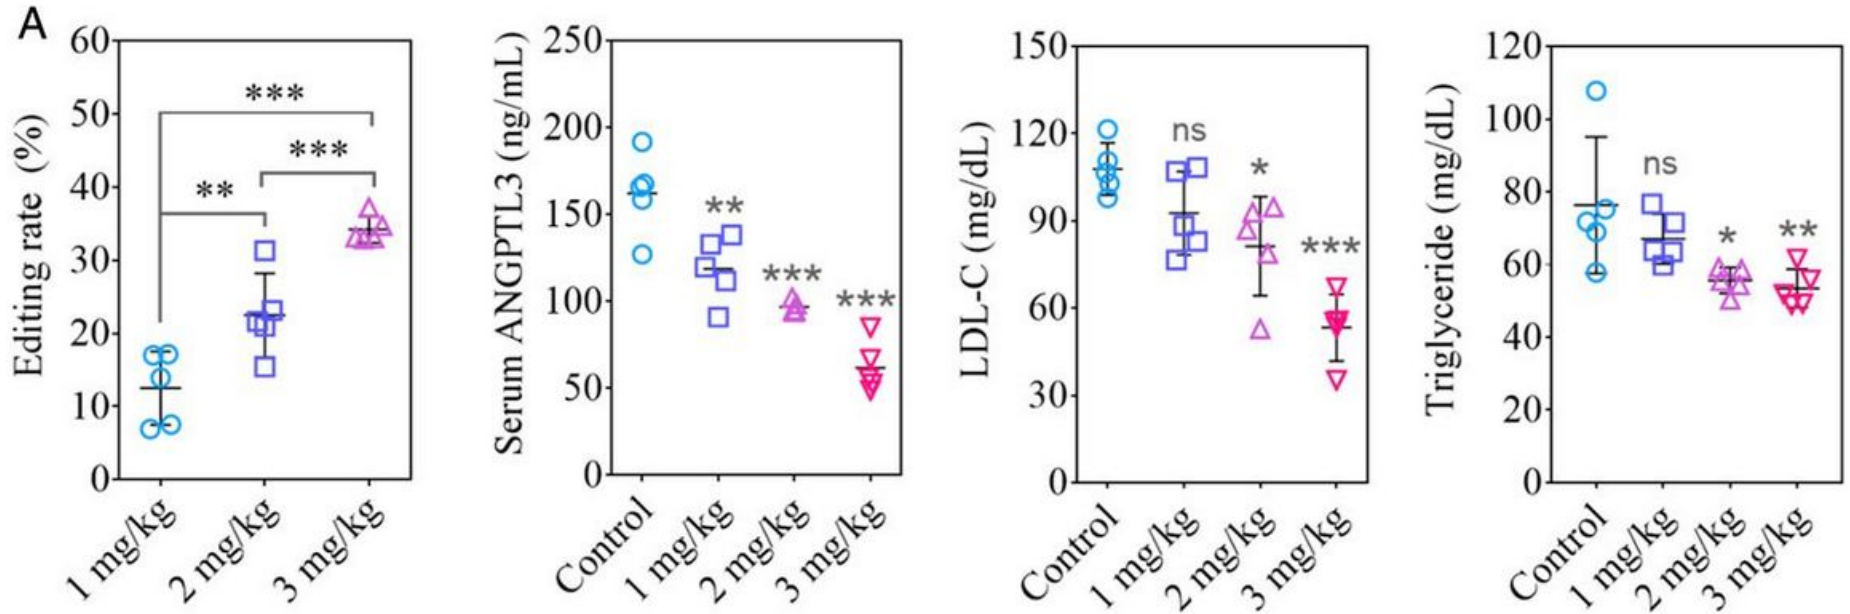 A
Editing rate (%)
60
50
40
30
20
10
0
***
***
**
1 mg/kg
2 mg/kg
3 mg/kg
Serum ANGPTL3 (ng/mL)
250
200
150
100
50
0
**
***
***
Control
1 mg/kg
2 mg/kg
3 mg/kg
LDL-C (mg/dL)
150
120
90
60
30
0
ns
*
***
Control
1 mg/kg
2 mg/kg
3 mg/kg
Triglyceride (mg/dL)
120
100
80
60
40
20
0
ns
*
**
Control
1 mg/kg
2 mg/kg
3 mg/kg